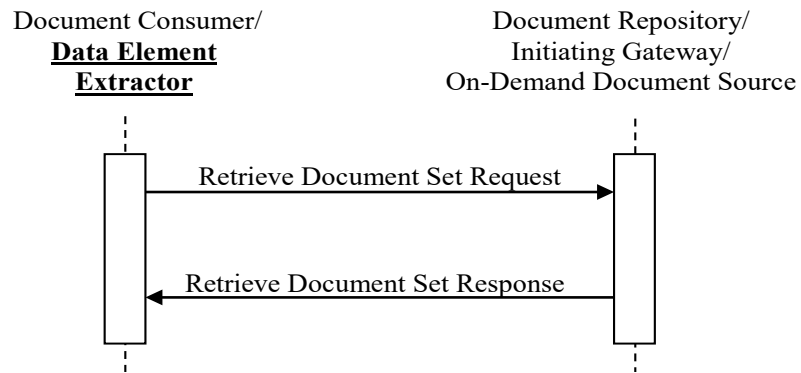 Document Consumer/
Data Element
Extractor
Document Repository/
Initiating Gateway/
On-Demand Document Source
Retrieve Document Set Request
Retrieve Document Set Response